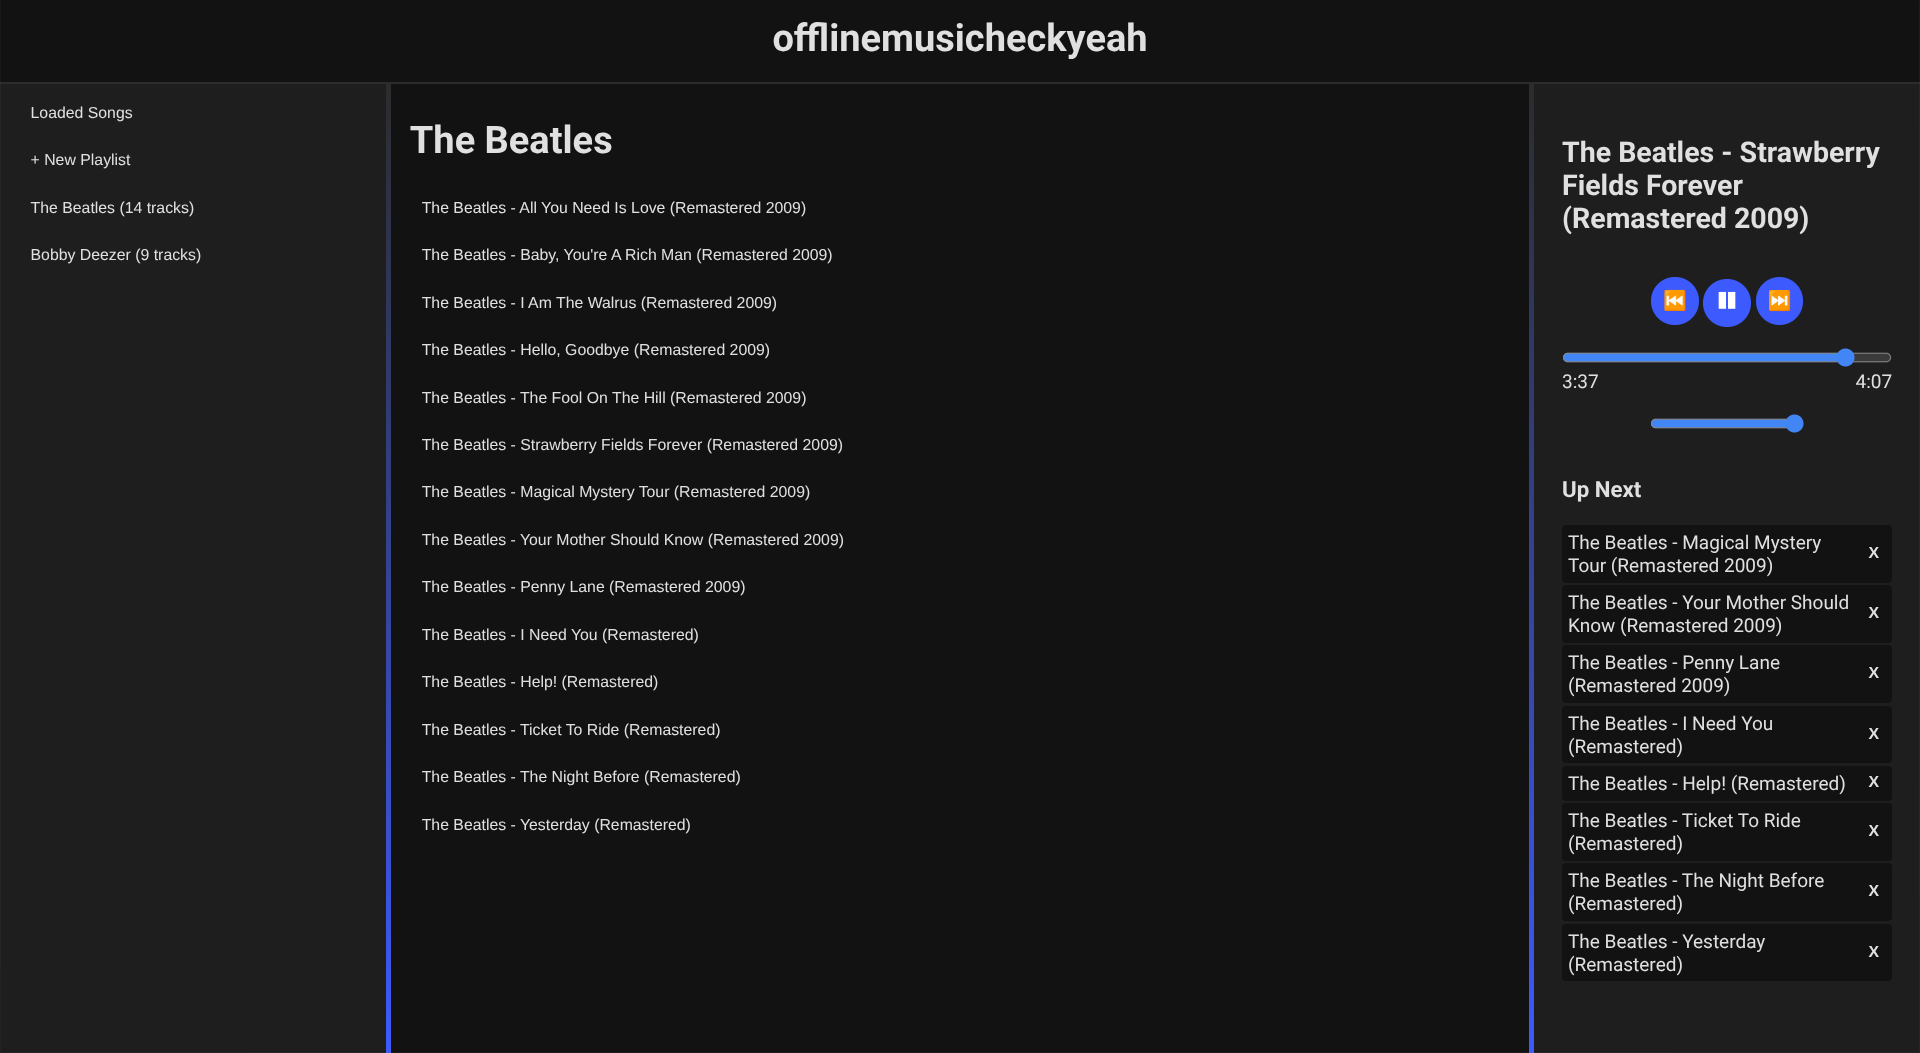 offlinemusicheckyeah
Loaded Songs
+ New Playlist
The Beatles (14 tracks)
Bobby Deezer (9 tracks)
The Beatles
The Beatles - All You Need Is Love (Remastered 2009)
The Beatles - Baby, You're A Rich Man (Remastered 2009)
The Beatles - I Am The Walrus (Remastered 2009)
The Beatles - Hello, Goodbye (Remastered 2009)
The Beatles - The Fool On The Hill (Remastered 2009)
The Beatles - Strawberry Fields Forever (Remastered 2009)
The Beatles - Magical Mystery Tour (Remastered 2009)
The Beatles - Your Mother Should Know (Remastered 2009)
The Beatles - Penny Lane (Remastered 2009)
The Beatles - I Need You (Remastered)
The Beatles - Help! (Remastered)
The Beatles - Ticket To Ride (Remastered)
The Beatles - The Night Before (Remastered)
The Beatles - Yesterday (Remastered)
The Beatles - Strawberry
Fields Forever
(Remastered 2009)
3:37 4:07
Up Next
The Beatles - Magical Mystery
Tour (Remastered 2009)
X
The Beatles - Your Mother Should
Know (Remastered 2009)
X
The Beatles - Penny Lane
(Remastered 2009)
X
The Beatles - I Need You
(Remastered)
X
The Beatles - Help! (Remastered) X
The Beatles - Ticket To Ride
(Remastered)
X
The Beatles - The Night Before
(Remastered)
X
The Beatles - Yesterday
(Remastered)
X